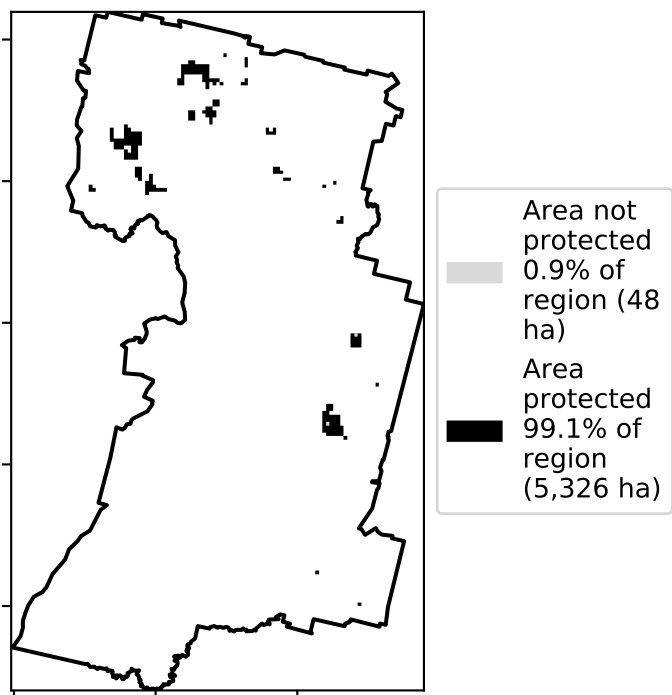 Area not
protected
0.9% of
region (48
ha)
Area
protected
99.1% of
region
(5,326 ha)